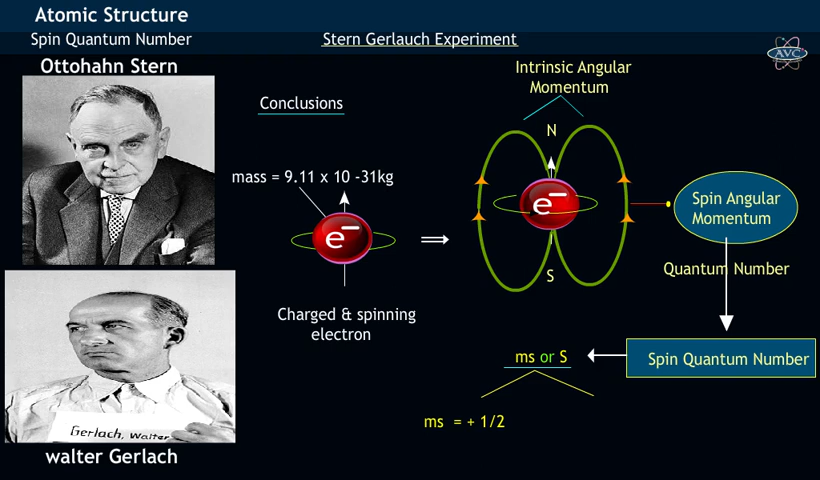 Atomic Structure
Spin Quantum Number
Stern Gerlauch Experiment
AVC
Ottohahn Stern
Conclusions
mass = 9.11 x 10 -31kg
e−
Charged & spinning
electron
Intrinsic Angular
Momentum
N
e−
S
Spin Angular
Momentum
Quantum Number
Spin Quantum Number
ms or S
ms = + 1/2
Gerlach, Walter
walter Gerlach